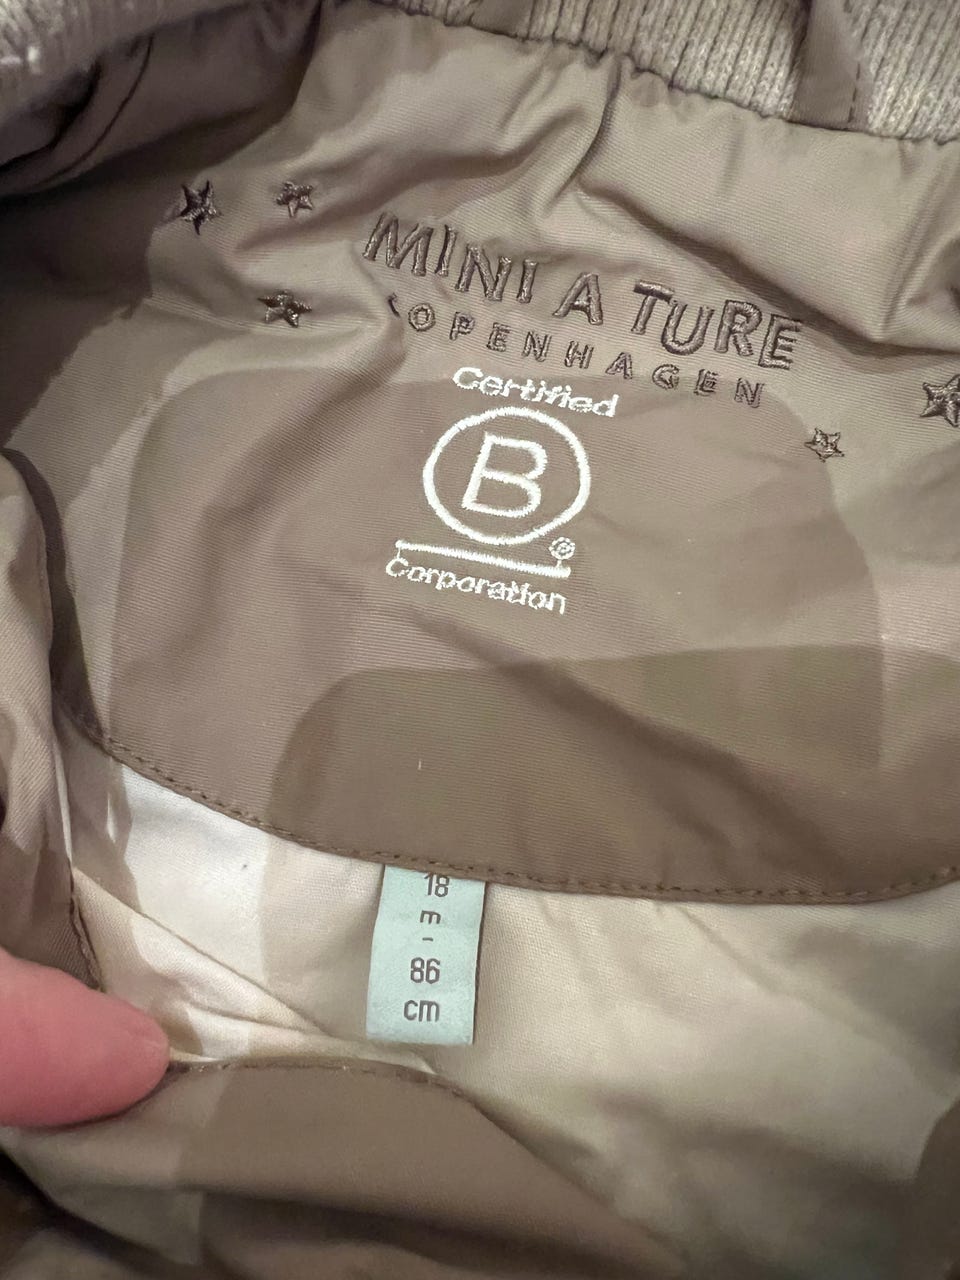 MINI A TURE
COPENHAGEN
Certified
B
®
Corporation
18
m
-
86
cm